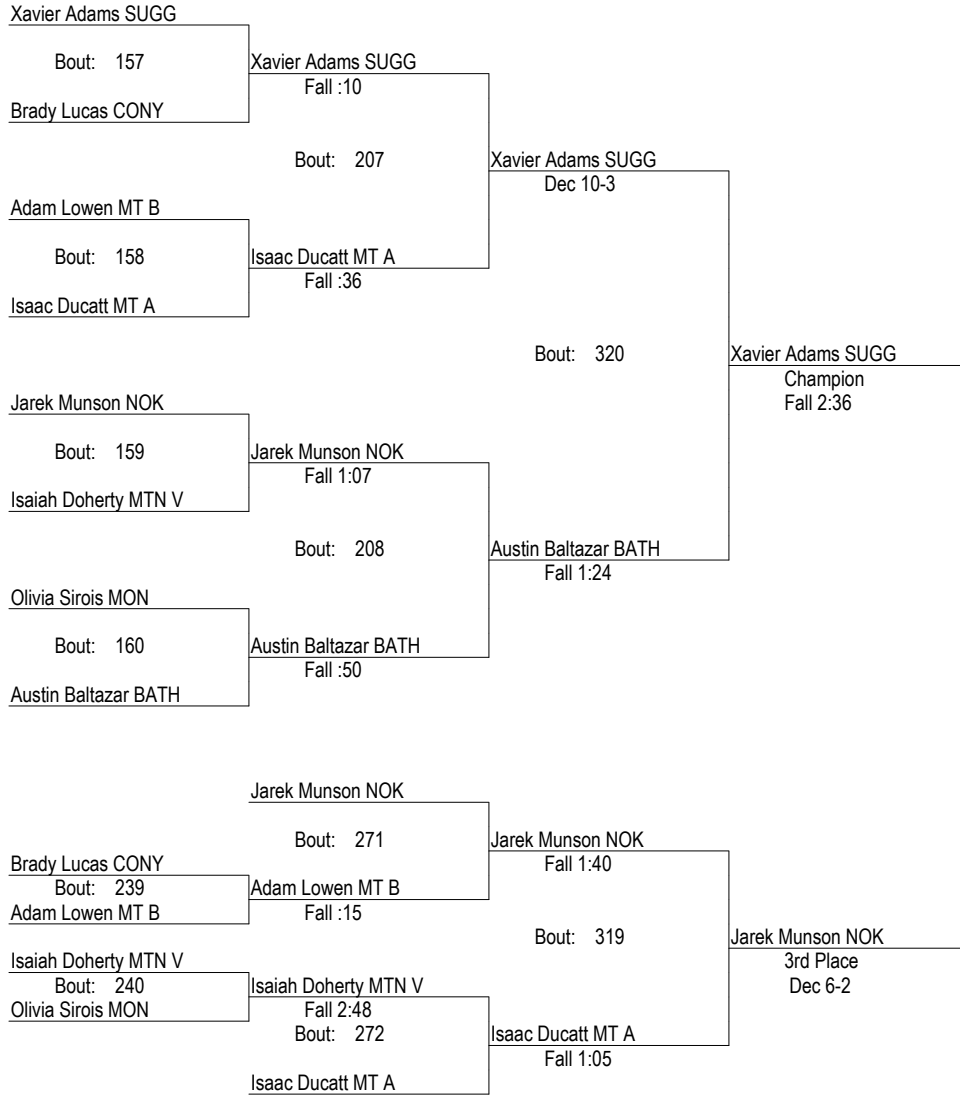 Xavier Adams SUGG
Bout: 157
Xavier Adams SUGG
Fall :10
Brady Lucas CONY
Bout: 207
Xavier Adams SUGG
Dec 10-3
Adam Lowen MT B
Bout: 158
Isaac Ducatt MT A
Fall :36
Isaac Ducatt MT A
Bout: 320
Xavier Adams SUGG
Champion
Fall 2:36
Jarek Munson NOK
Bout: 159
Jarek Munson NOK
Fall 1:07
Isaiah Doherty MTN V
Bout: 208
Austin Baltazar BATH
Fall 1:24
Olivia Sirois MON
Bout: 160
Austin Baltazar BATH
Fall :50
Austin Baltazar BATH
Jarek Munson NOK
Bout: 271
Jarek Munson NOK
Fall 1:40
Brady Lucas CONY
Bout: 239
Adam Lowen MT B
Adam Lowen MT B
Fall :15
Bout: 319
Jarek Munson NOK
3rd Place
Dec 6-2
Isaiah Doherty MTN V
Bout: 240
Isaiah Doherty MTN V
Olivia Sirois MON
Fall 2:48
Bout: 272
Isaac Ducatt MT A
Fall 1:05
Isaac Ducatt MT A